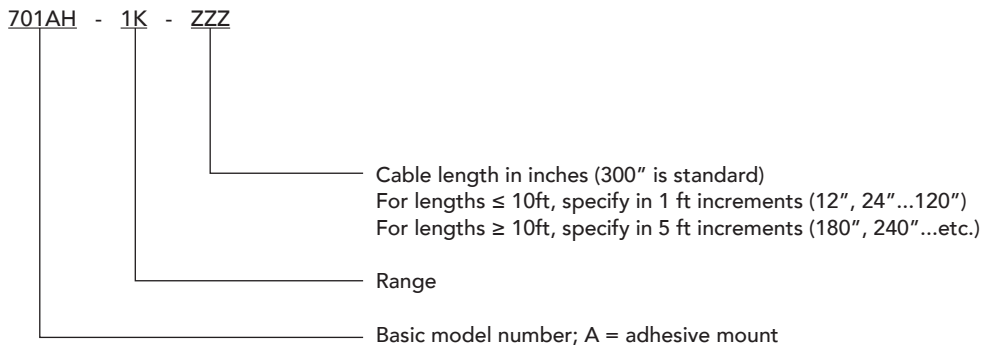 701AH - 1K - ZZZ
Cable length in inches (300” is standard)
For lengths ≤ 10ft, specify in 1 ft increments (12”, 24”...120”)
For lengths ≥ 10ft, specify in 5 ft increments (180”, 240”...etc.)
Range
Basic model number; A = adhesive mount